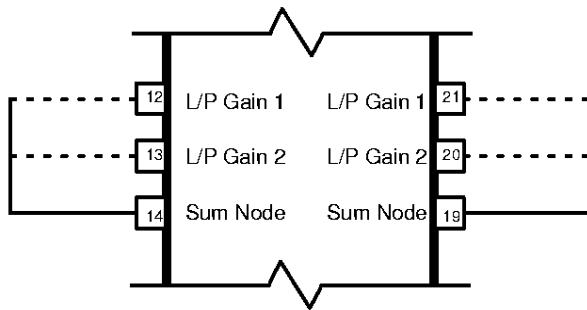 12 L/P Gain 1 L/P Gain 1 21
13 L/P Gain 2 L/P Gain 2 20
14 Sum Node Sum Node 19